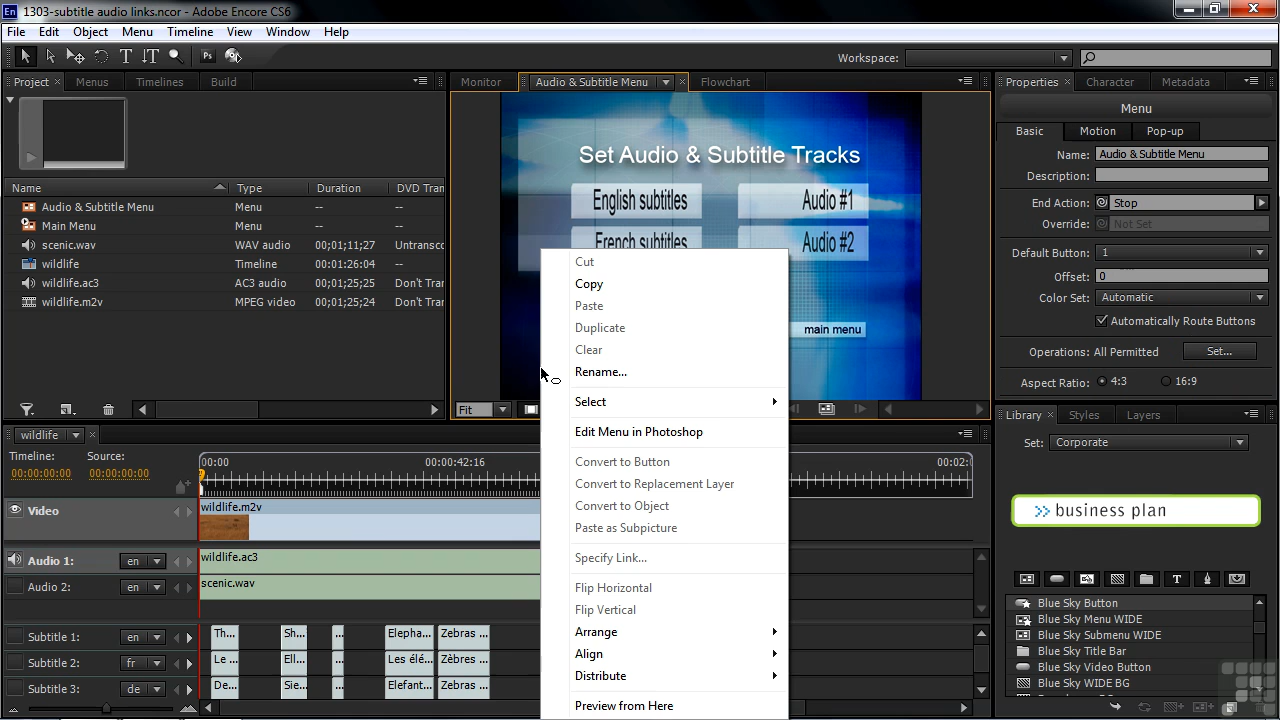 En 1303-subtitle audio links.ncor - Adobe Encore CS6
File Edit Object Menu Timeline View Window Help
Ps
Workspace:
Project Menus Timelines Build
Monitor Audio & Subtitle Menu Flowchart
Properties Character Metadata
Name Type Duration DVD Tran
Audio & Subtitle Menu Menu --
Main Menu Menu --
scenic.wav WAV audio 00;01;11;27 Untransco
wildlife Timeline 00:01:26:04 --
wildlife.ac3 AC3 audio 00;01;25;25 Don't Tra
wildlife.m2v MPEG video 00;01;25;24 Don't Tra
Set Audio & Subtitle Tracks
English subtitles Audio #1
French subtitles Audio #2
main menu
Fit
Cut
Copy
Paste
Duplicate
Clear
Rename...
Select
Edit Menu in Photoshop
Convert to Button
Convert to Replacement Layer
Convert to Object
Paste as Subpicture
Specify Link...
Flip Horizontal
Flip Vertical
Arrange
Align
Distribute
Preview from Here
Menu
Basic Motion Pop-up
Name: Audio & Subtitle Menu
Description:
End Action: Stop
Override: Not Set
Default Button: 1
Offset: 0
Color Set: Automatic
Automatically Route Buttons
Operations: All Permitted Set...
Aspect Ratio: 4:3 16:9
Library Styles Layers
Set: Corporate
>> business plan
T
Blue Sky Button
Blue Sky Menu WIDE
Blue Sky Submenu WIDE
Blue Sky Title Bar
Blue Sky Video Button
Blue Sky WIDE BG
wildlife
Timeline: Source:
00:00:00:00 00:00:00:00
00:00 00:00:42:16 00:02:
Video wildlife.m2v
Audio 1: en wildlife.ac3
Audio 2: en scenic.wav
Subtitle 1: en Th... Sh... ... Elepha... Zebras ...
Subtitle 2: fr Le ... Ell... ... Les élé... Zèbres ...
Subtitle 3: de De... Sie... ... Elefant... Zebras ...